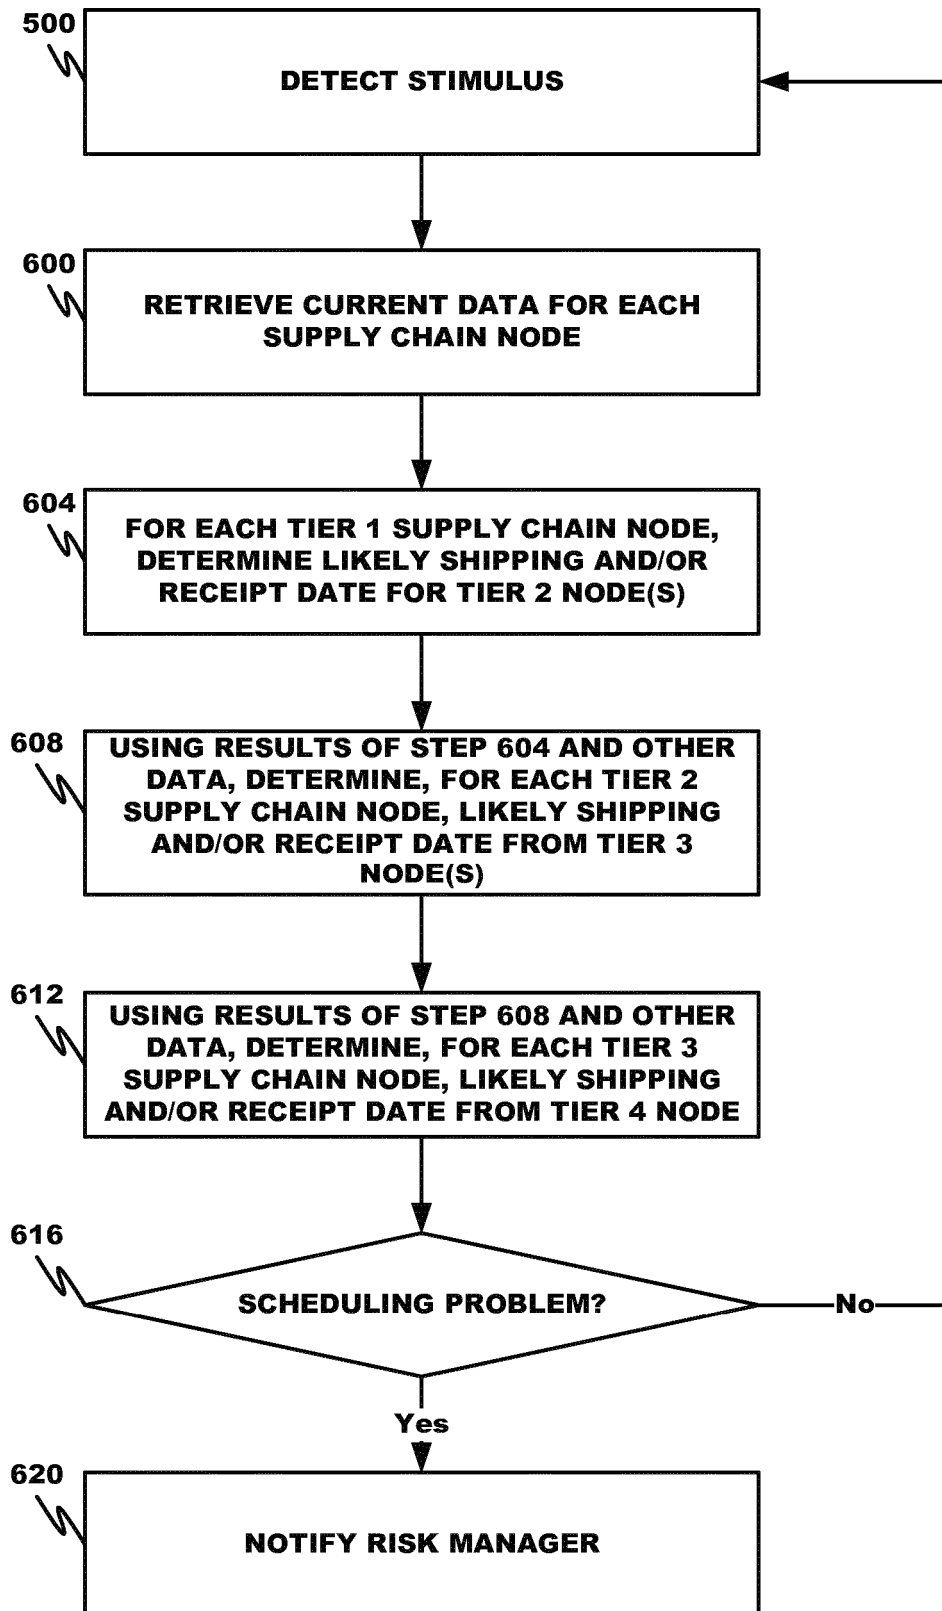 500
DETECT STIMULUS
600
RETRIEVE CURRENT DATA FOR EACH
SUPPLY CHAIN NODE
604
FOR EACH TIER 1 SUPPLY CHAIN NODE,
DETERMINE LIKELY SHIPPING AND/OR
RECEIPT DATE FOR TIER 2 NODE(S)
608
USING RESULTS OF STEP 604 AND OTHER
DATA, DETERMINE, FOR EACH TIER 2
SUPPLY CHAIN NODE, LIKELY SHIPPING
AND/OR RECEIPT DATE FROM TIER 3
NODE(S)
612
USING RESULTS OF STEP 608 AND OTHER
DATA, DETERMINE, FOR EACH TIER 3
SUPPLY CHAIN NODE, LIKELY SHIPPING
AND/OR RECEIPT DATE FROM TIER 4 NODE
616
SCHEDULING PROBLEM?
No
Yes
620
NOTIFY RISK MANAGER